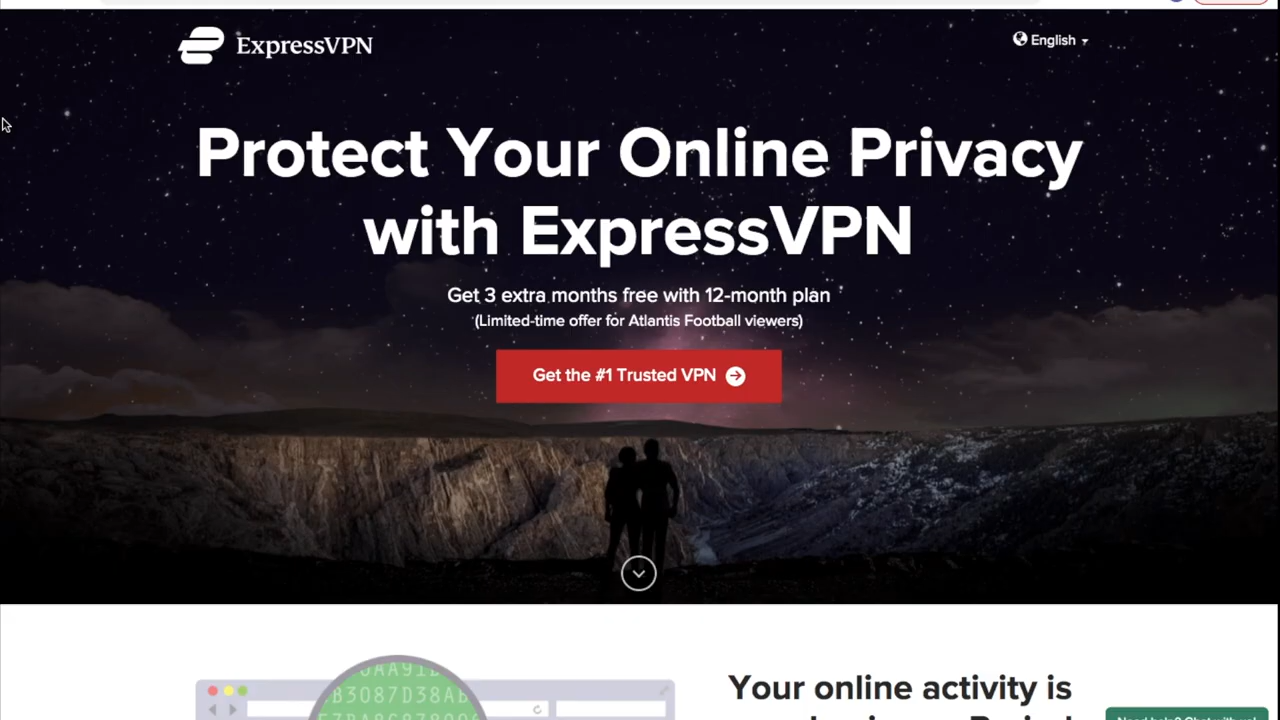 ExpressVPN
English
Protect Your Online Privacy
with ExpressVPN
Get 3 extra months free with 12-month plan
(Limited-time offer for Atlantis Football viewers)
Get the #1 Trusted VPN
B3087D38AB
Your online activity is